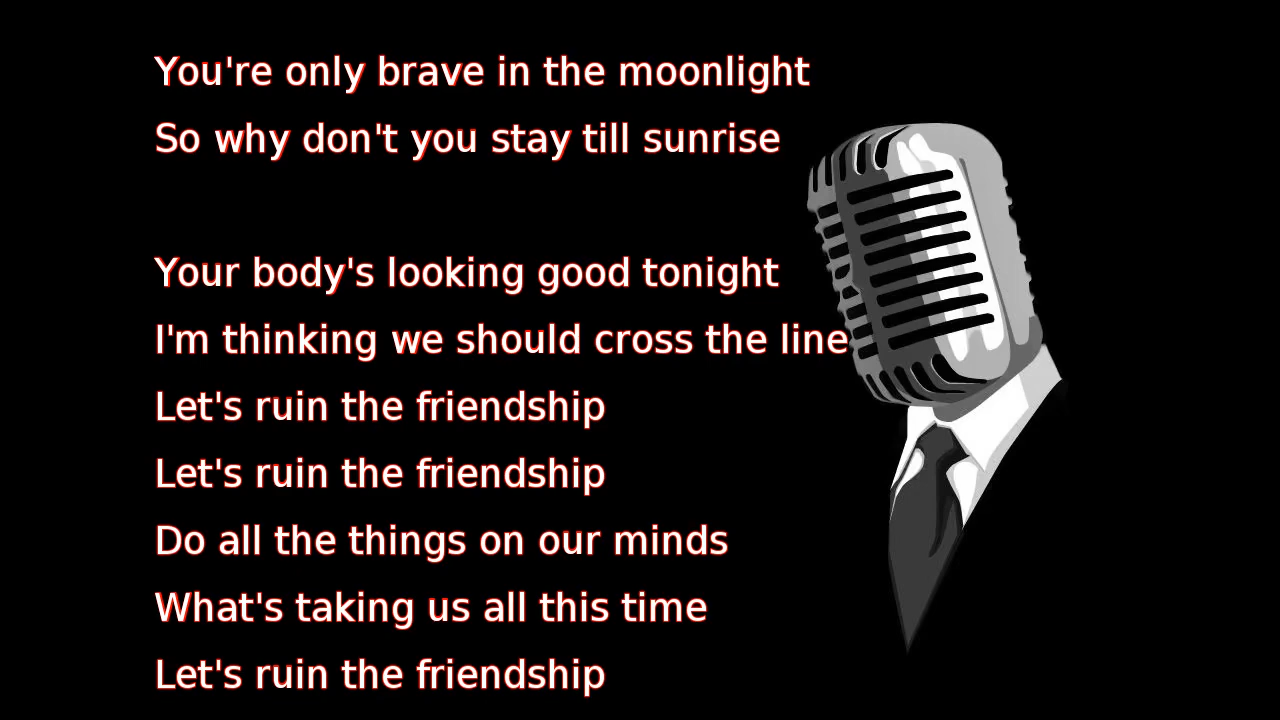 You're only brave in the moonlight
So why don't you stay till sunrise
Your body's looking good tonight
I'm thinking we should cross the line
Let's ruin the friendship
Let's ruin the friendship
Do all the things on our minds
What's taking us all this time
Let's ruin the friendship